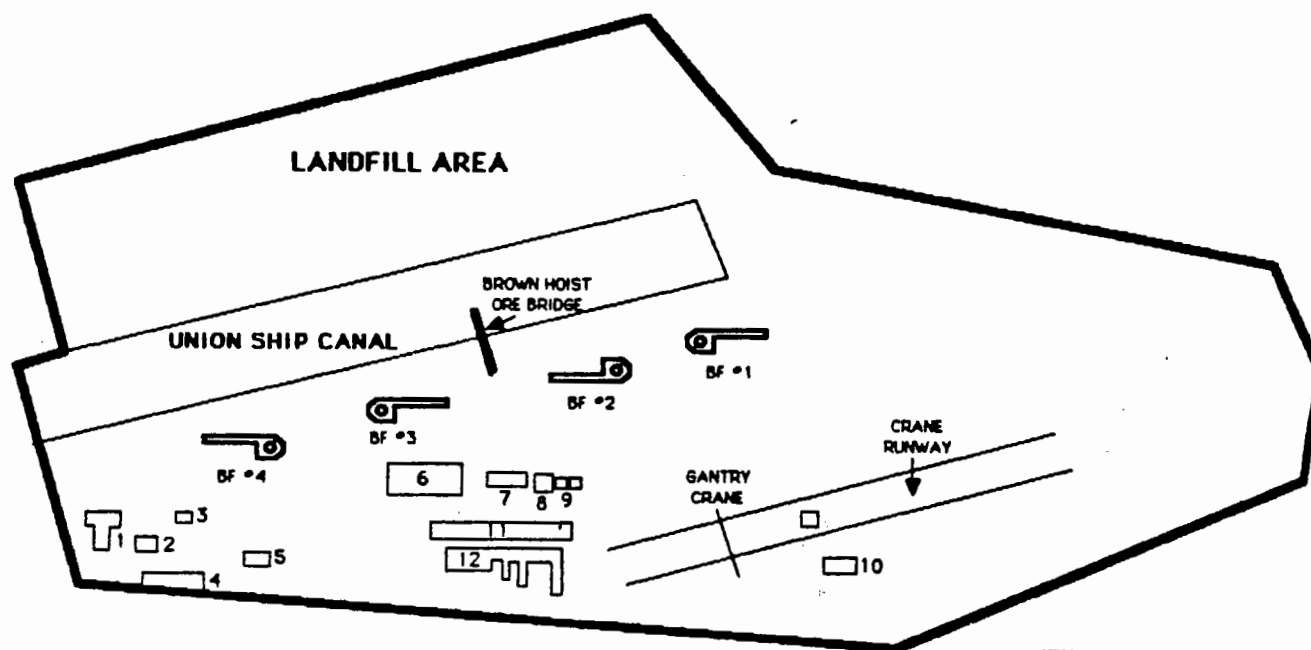 LANDFILL AREA
BROWN HOIST
ORE BRIDGE
UNION SHIP CANAL
BF #1
BF #2
BF #3
BF #4
CRANE
RUNWAY
GANTRY
CRANE
6
7
8
9
3
1
2
5
4
11
12
10